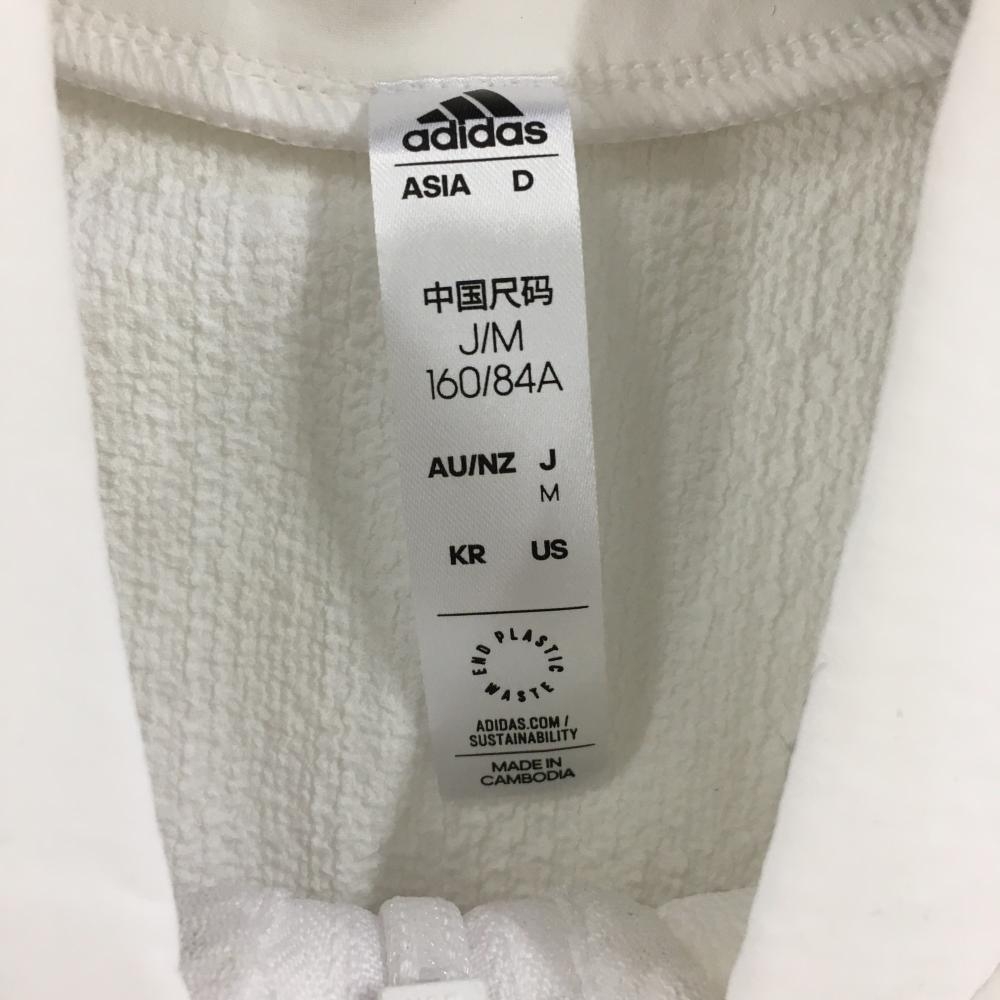 adidas
ASIA D
中国尺码
J/M
160/84A
AU/NZ J
M
KR US
END PLASTIC WASTE
ADIDAS.COM/
SUSTAINABILITY
MADE IN
CAMBODIA